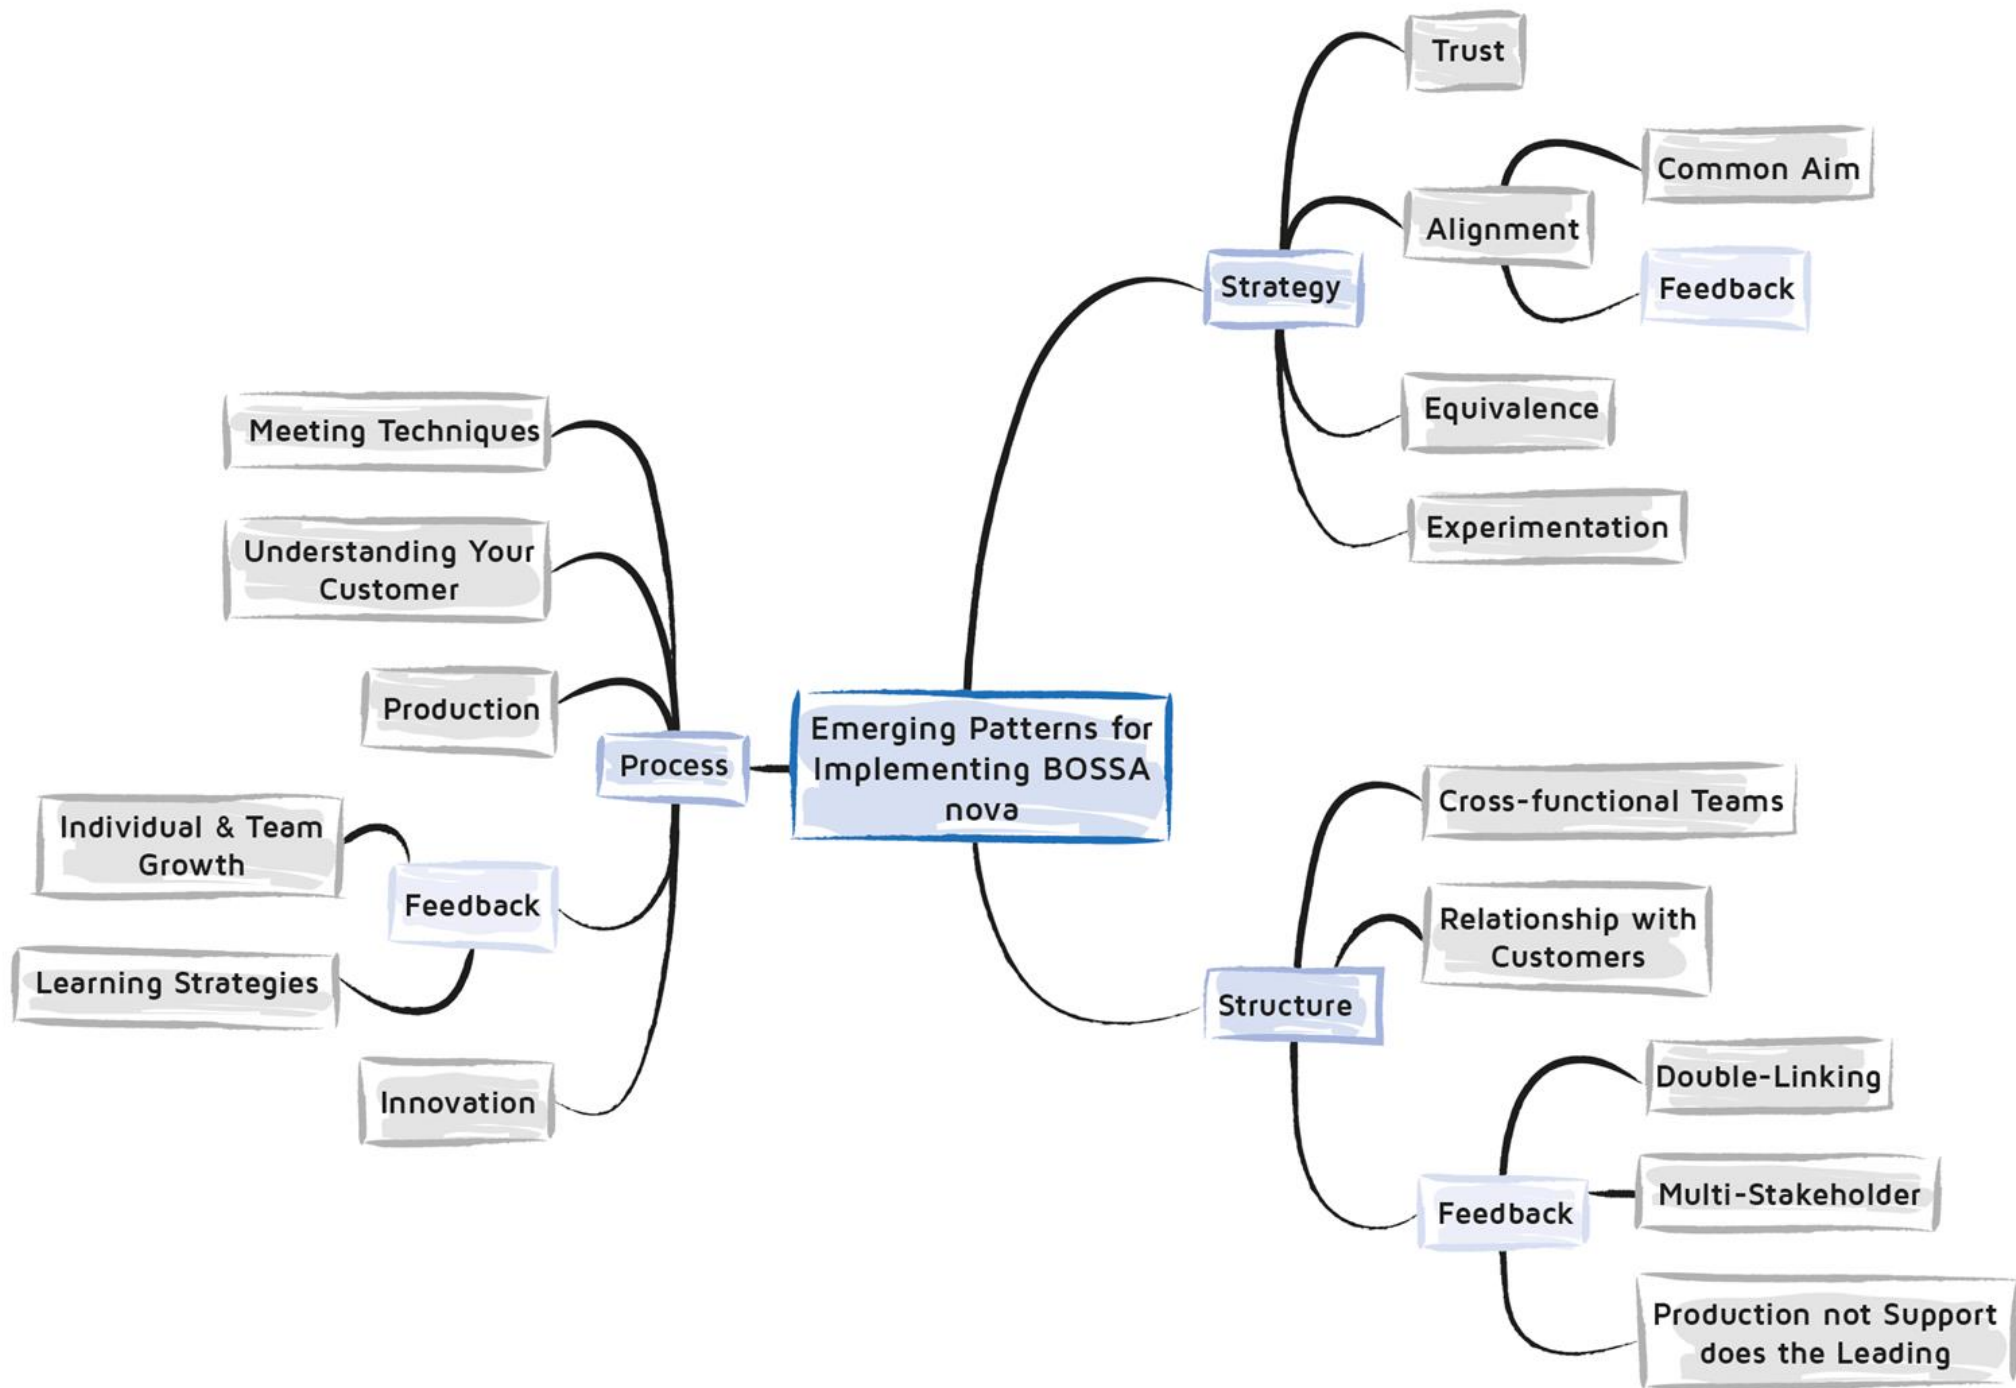 Trust
Common Aim
Alignment
Feedback
Strategy
Equivalence
Experimentation
Meeting Techniques
Understanding Your
Customer
Production
Process
Individual & Team
Growth
Feedback
Learning Strategies
Innovation
Emerging Patterns for
Implementing BOSSA
nova
Cross-functional Teams
Relationship with
Customers
Structure
Double-Linking
Multi-Stakeholder
Feedback
Production not Support
does the Leading